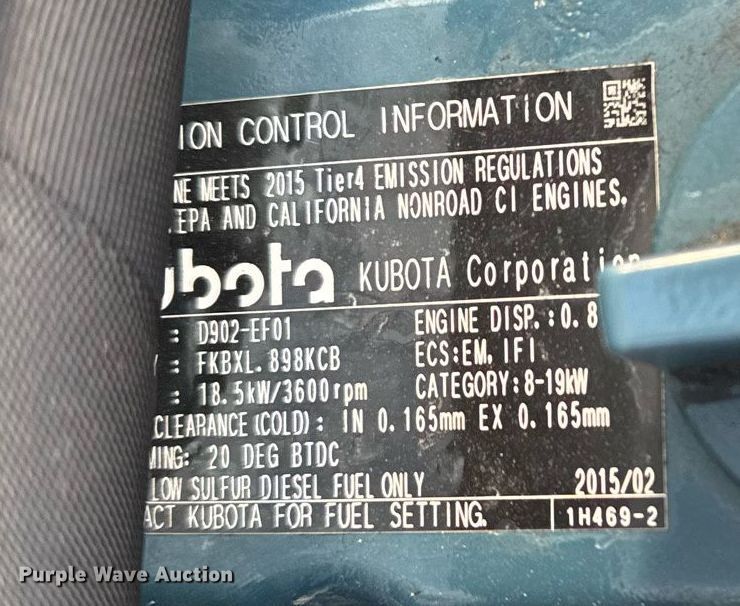 ION CONTROL INFORMATION
NE MEETS 2015 Tier4 EMISSION REGULATIONS
. EPA AND CALIFORNIA NONROAD CI ENGINES.
ubota KUBOTA Corporation
: D902-EF01 ENGINE DISP.:0.8
: FKBXL.898KCB ECS:EM, IFI
: 18.5kW/3600rpm CATEGORY:8-19kW
CLEARANCE(COLD): IN 0.165mm EX 0.165mm
MING: 20 DEG BTDC
LOW SULFUR DIESEL FUEL ONLY 2015/02
ACT KUBOTA FOR FUEL SETTING. 1H469-2
Purple Wave Auction